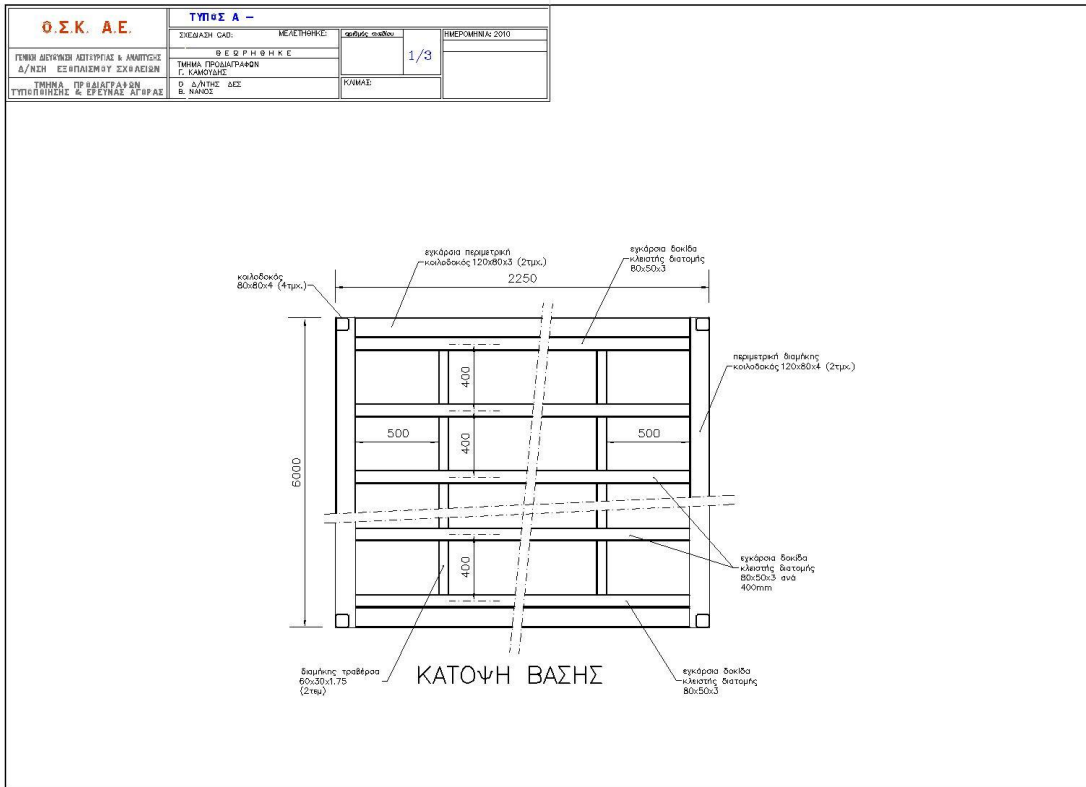 Ο.Σ.Κ. Α.Ε.
ΓΕΝΙΚΗ ΔΙΕΥΘΥΝΣΗ ΛΕΙΤΟΥΡΓΙΑΣ & ΑΝΑΠΤΥΞΗΣ
Δ/ΝΣΗ ΕΞΟΠΛΙΣΜΟΥ ΣΧΟΛΕΙΩΝ
ΤΜΗΜΑ ΠΡΟΔΙΑΓΡΑΦΩΝ
ΤΥΠΟΠΟΙΗΣΗΣ & ΕΡΕΥΝΑΣ ΑΓΟΡΑΣ
ΤΥΠΟΣ Α –
ΣΧΕΔΙΑΣΗ CAD: ΜΕΛΕΤΗΘΗΚΕ:
ΘΕΩΡΗΘΗΚΕ
ΤΜΗΜΑ ΠΡΟΔΙΑΓΡΑΦΩΝ
Γ. ΚΑΜΟΥΔΗΣ
Ο Δ/ΝΤΗΣ ΔΕΣ
Β. ΝΑΝΟΣ
αριθμός σχεδίου
1/3
ΚΛΙΜΑΞ:
ΗΜΕΡΟΜΗΝΙΑ: 2010
εγκάρσια περιμετρική
κοιλοδοκός 120x80x3 (2τμχ.)
εγκάρσια δοκίδα
κλειστής διατομής
80x50x3
κοιλοδοκός
80x80x4 (4τμχ.)
2250
περιμετρική διαμήκης
κοιλοδοκός 120x80x4 (2τμχ.)
400
500
400
500
6000
400
εγκάρσια δοκίδα
κλειστής διατομής
80x50x3 ανά
400mm
διαμήκης τραβέρσα
60x30x1.75
(2τεμ)
ΚΑΤΟΨΗ ΒΑΣΗΣ
εγκάρσια δοκίδα
κλειστής διατομής
80x50x3